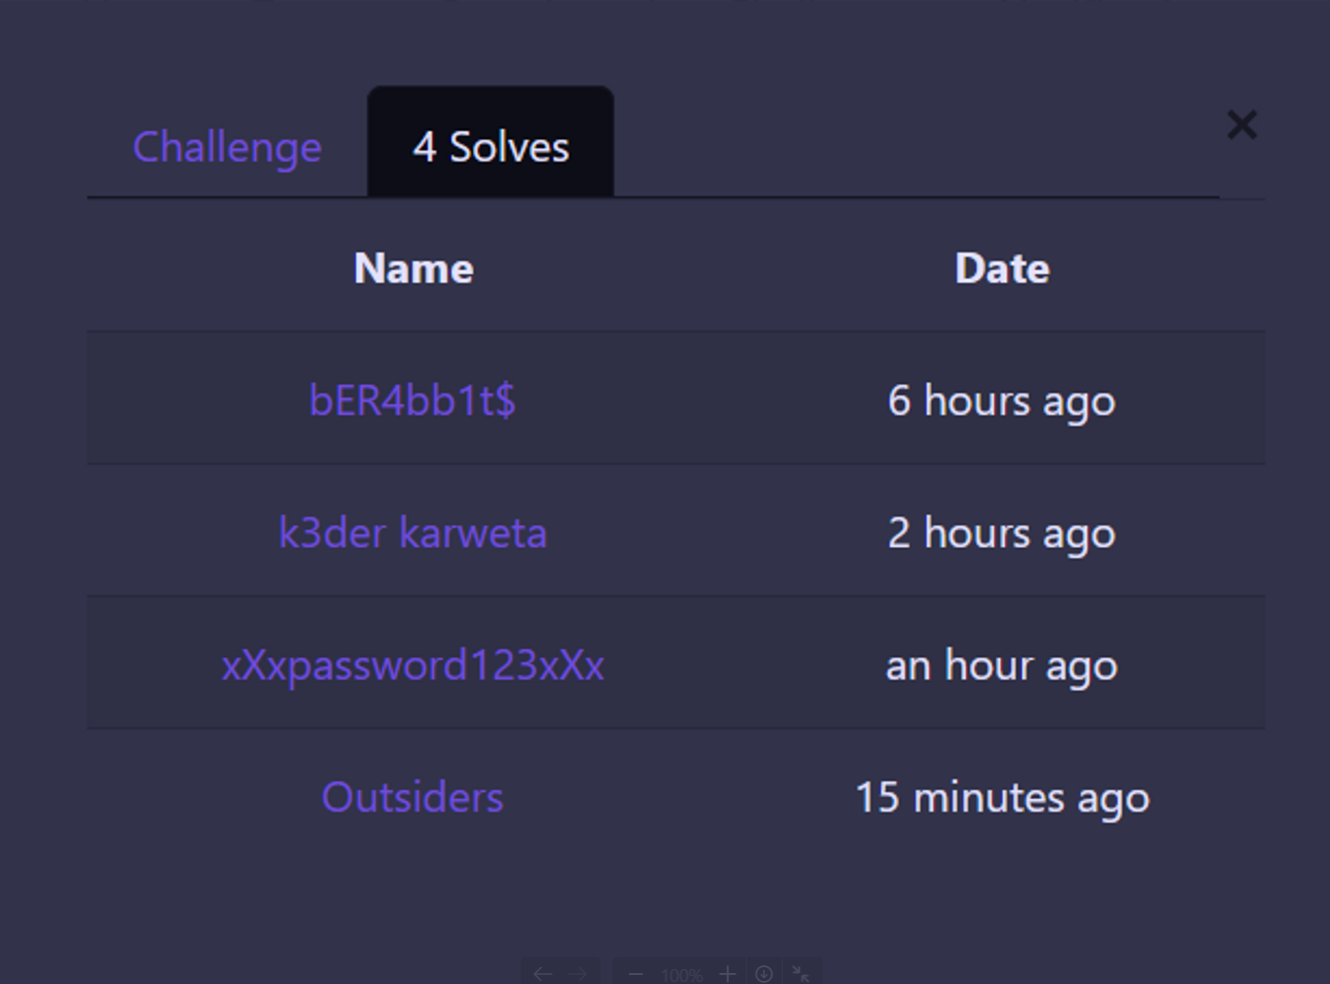 Challenge 4 Solves
Name Date
bER4bb1t$ 6 hours ago
k3der karweta 2 hours ago
xXxpassword123xXx an hour ago
Outsiders 15 minutes ago
100%